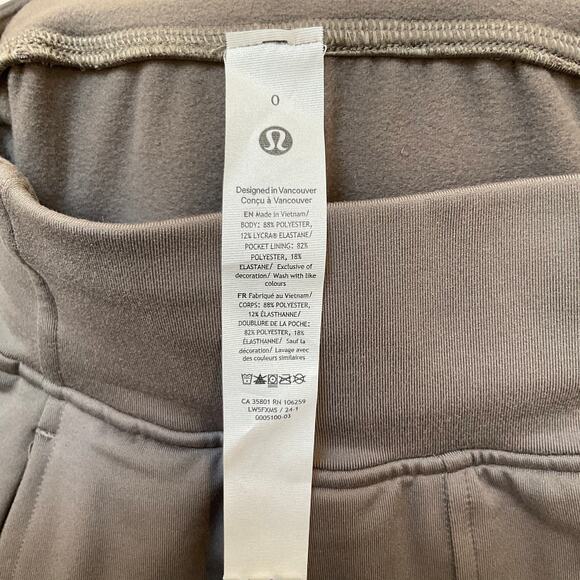 0
Designed in Vancouver
Conçu à Vancouver
EN Made in Vietnam/
BODY: 88% POLYESTER,
12% LYCRA® ELASTANE/
POCKET LINING: 82%
POLYESTER, 18%
ELASTANE/ Exclusive of
decoration/ Wash with like
colours
FR Fabriqué au Vietnam/
CORPS: 88% POLYESTER,
12% ÉLASTHANNE/
DOUBLURE DE LA POCHE:
82% POLYESTER, 18%
ÉLASTHANNE/ Sauf la
décoration/ Lavage avec
des couleurs similaires
CA 35801 RN 106259
LW5FXMS / 24-1
0005100-03